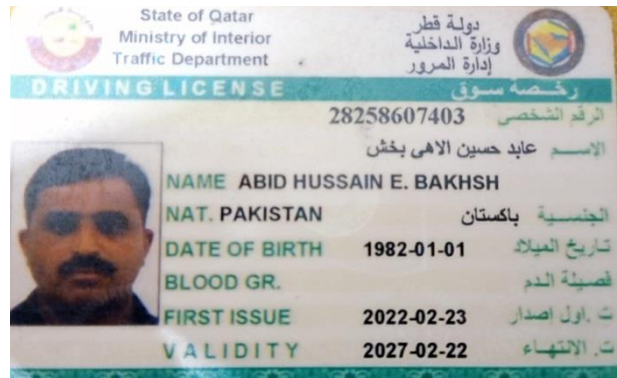 State of Qatar
Ministry of Interior
Traffic Department
دولة قطر
وزارة الداخلية
إدارة المرور
DRIVING LICENSE رخصة سوق
28258607403 الرقم الشخصي
الاسم عابد حسين الاهى بخش
NAME ABID HUSSAIN E. BAKHSH
NAT. PAKISTAN باكستان الجنسية
DATE OF BIRTH 1982-01-01 تاريخ الميلاد
BLOOD GR. فصيلة الدم
FIRST ISSUE 2022-02-23 ت. اول اصدار
VALIDITY 2027-02-22 ت. الانتهاء